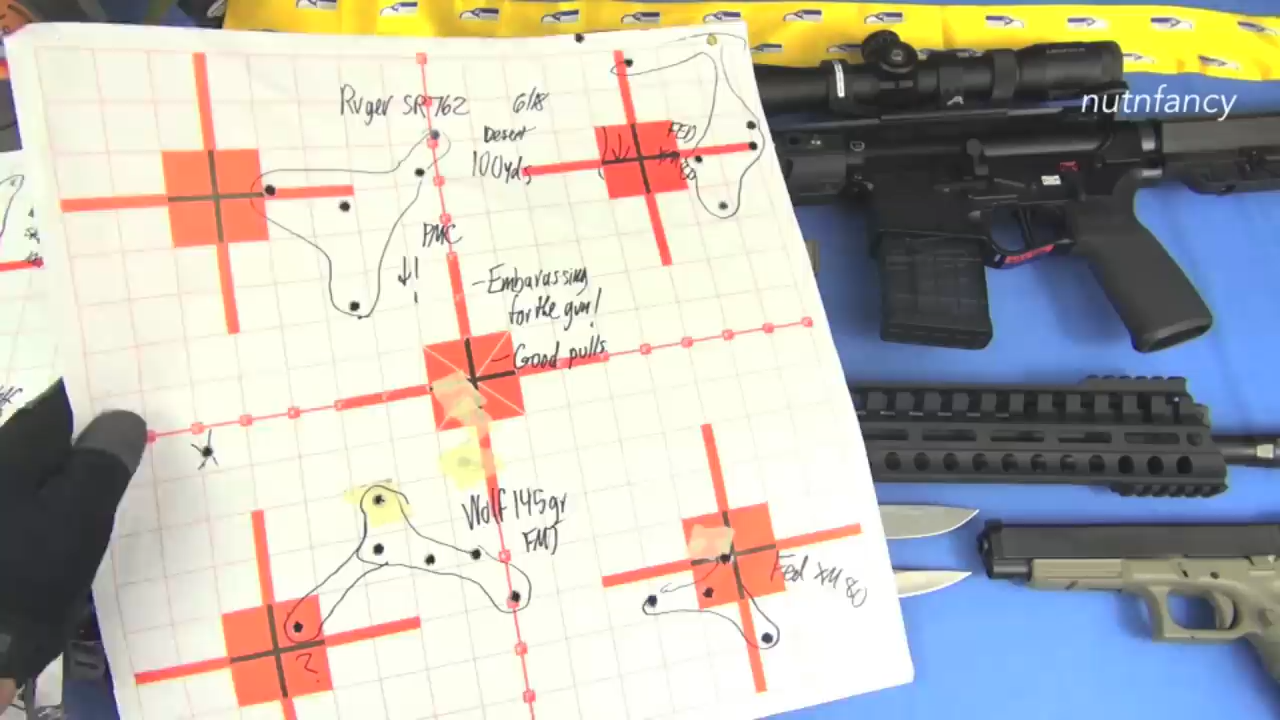 nutnfancy
Ruger SR762
6/18
Desert
100yds
FED
PMC
-Embarassing
for the gun!
-Good pulls
Wolf 145gr
FMJ
Fed XM80
?